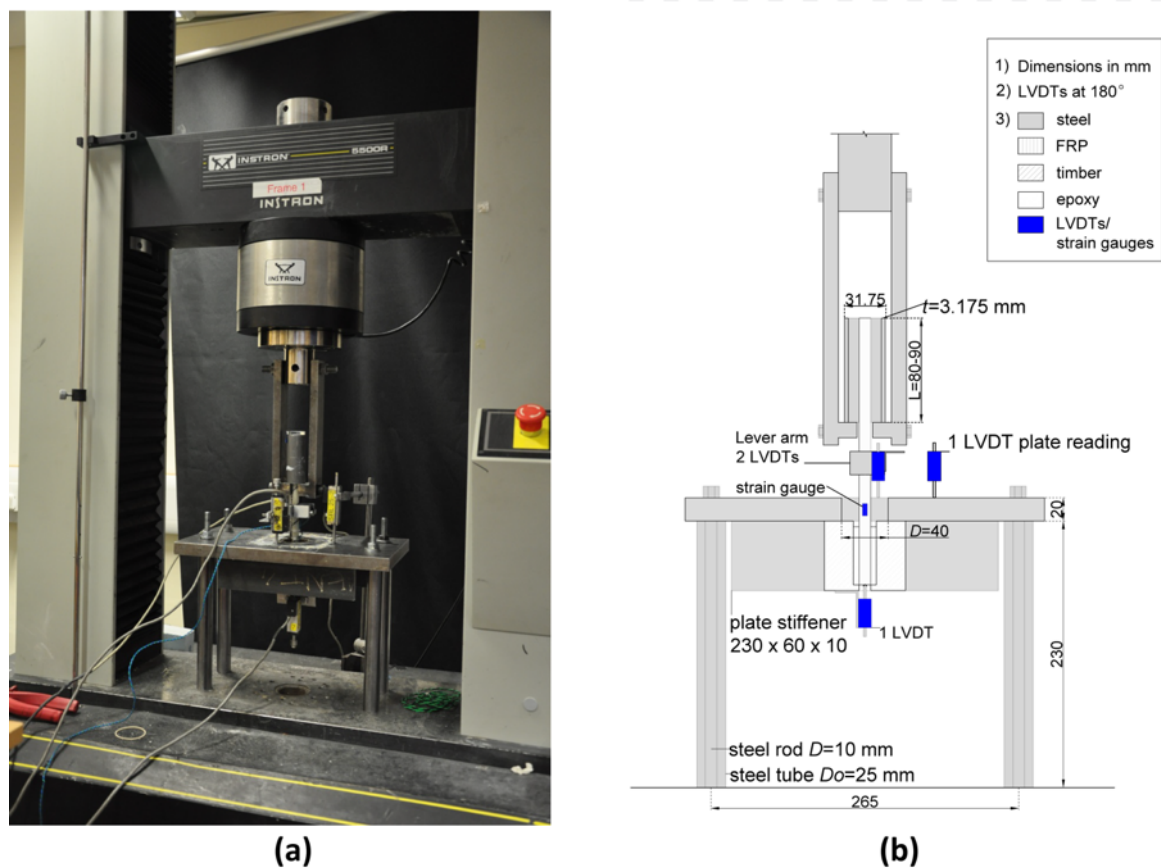 INSTRON
5500R
Frame 1
INSTRON
INSTRON
(a)
1) Dimensions in mm
2) LVDTs at 180°
3)
steel
FRP
timber
epoxy
LVDTs/
strain gauges
31.75
t=3.175 mm
L=80-90
Lever arm
2 LVDTs
1 LVDT plate reading
strain gauge
20
D=40
plate stiffener
230 x 60 x 10
1 LVDT
230
steel rod D=10 mm
steel tube Do=25 mm
265
(b)